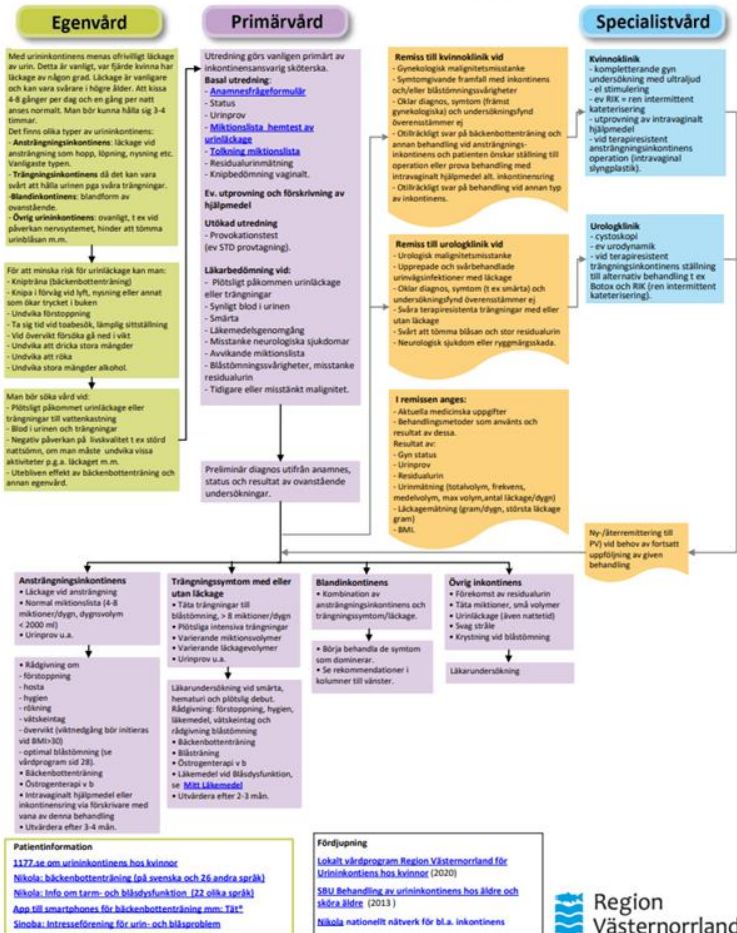 Egenvård
Primärvård
Specialistvård
Med urininkontinens menas ofrivilligt läckage
av urin. Detta är vanligt, var fjärde kvinna har
läckage av någon grad. Läckage är vanligare
och kan vara svårare i högre ålder. Att kissa
4-8 gånger per dag och en gång per natt
anses normalt. Man bör kunna hålla sig 3-4
timmar.
Det finns olika typer av urininkontinens:
- Ansträngningsinkontinens: läckage vid
ansträngning som hopp, löpning, nysning etc.
Vanligaste typen.
- Trängningsinkontinens då det kan vara
svårt att hålla urinen pga svåra trängningar.
-Blandinkontinens: blandform av
ovanstående.
- Övrig urininkontinens: ovanligt, t ex vid
påverkan nervsystemet, hinder att tömma
urinblåsan m.m.
För att minska risk för urinläckage kan man:
- Knipträna (bäckenbottenträning)
- Knipa i förväg vid lyft, nysning eller annat
som ökar trycket i buken
- Undvika förstoppning
- Ta sig tid vid toabesök, lämplig sittställning
- Vid övervikt försöka gå ned i vikt
- Undvika att dricka stora mängder
- Undvika att röka
- Undvika stora mängder alkohol.
Man bör söka vård vid:
- Plötsligt påkommet urinläckage eller
trängningar till vattenkastning
- Blod i urinen och trängningar
- Negativ påverkan på livskvalitet t ex störd
nattsömn, om man måste undvika vissa
aktiviteter p.g.a. läckaget m.m.
- Utebliven effekt av bäckenbottenträning och
annan egenvård.
Utredning görs vanligen primärt av
inkontinensansvarig sköterska.
Basal utredning:
- Anamnesfrågeformulär
- Status
- Urinprov
- Miktionslista hemtest av
urinläckage
- Tolkning miktionslista
- Residualurinmätning
- Knipbedömning vaginalt.
Ev. utprovning och förskrivning av
hjälpmedel
Utökad utredning
- Provokationstest
(ev STD provtagning).
Läkarbedömning vid:
- Plötsligt påkommen urinläckage
eller trängningar
- Synligt blod i urinen
- Smärta
- Läkemedelsgenomgång
- Misstanke neurologiska sjukdomar
- Avvikande miktionslista
- Blåstömningssvårigheter, misstanke
residualurin
- Tidigare eller misstänkt malignitet.
Preliminär diagnos utifrån anamnes,
status och resultat av ovanstående
undersökningar.
Remiss till kvinnoklinik vid
- Gynekologisk malignitetsmisstanke
- Symtomgivande framfall med inkontinens
och/eller blåstömningssvårigheter
- Oklar diagnos, symtom (främst
gynekologiska) och undersökningsfynd
överensstämmer ej
- Otillräckligt svar på bäckenbottenträning och
annan behandling vid ansträngnings-
inkontinens och patienten önskar ställning till
operation eller prova behandling med
intravaginalt hjälpmedel alt. inkontinensring
- Otillräckligt svar på behandling vid annan typ
av inkontinens.
Remiss till urologklinik vid
- Urologisk malignitetsmisstanke
- Upprepade och svårbehandlade
urinvägsinfektioner med läckage
- Oklar diagnos, symtom (t ex smärta) och
undersökningsfynd överensstämmer ej
- Svåra terapiresistenta trängningar med eller
utan läckage
- Svårt att tömma blåsan och stor residualurin
- Neurologisk sjukdom eller ryggmärgsskada.
I remissen anges:
- Aktuella medicinska uppgifter
- Behandlingsmetoder som använts och
resultat av dessa.
Resultat av:
- Gyn status
- Urinprov
- Residualurin
- Urinmätning (totalvolym, frekvens,
medelvolym, max volym,antal läckage/dygn)
- Läckagemätning (gram/dygn, största läckage
gram)
- BMI.
Kvinnoklinik
- kompletterande gyn
undersökning med ultraljud
- el stimulering
- ev RIK = ren intermittent
katetersering
- utprovning av intravaginalt
hjälpmedel
- vid terapiresistent
ansträngningsinkontinens
operation (intravaginal
slyngplastik).
Urologklinik
- cystoskopi
- ev urodynamik
- vid terapiresistent
trängningsinkontinens ställning
till alternativ behandling t ex
Botox och RIK (ren intermittent
katetersering).
Ny-/återremittering till
PV) vid behov av fortsatt
uppföljning av given
behandling
Ansträngningsinkontinens
• Läckage vid ansträngning
• Normal miktionslista (4-8
miktioner/dygn, dygnsvolym
< 2000 ml)
• Urinprov u.a.
• Rådgivning om
- förstoppning
- hosta
- hygien
- rökning
- vätskeintag
- övervikt (viktnedgång bör initieras
vid BMI>30)
- optimal blåstömning (se
vårdprogram sid 28).
• Bäckenbottenträning
• Östrogenterapi v b
• Intravaginalt hjälpmedel eller
inkontinensring via förskrivare med
vana av denna behandling
• Utvärdera efter 3-4 mån.
Trängningssymtom med eller
utan läckage
• Täta trängningar till
blåstömning, > 8 miktioner/dygn
• Plötsliga intensiva trängningar
• Varierande miktionsvolymer
• Varierande läckagevolymer
• Urinprov u.a.
Läkarundersökning vid smärta,
hematuri och plötslig debut.
Rådgivning: förstoppning, hygien,
läkemedel, vätskeintag och
rådgivning blåstömning
• Bäckenbottenträning
• Blåsträning
• Östrogenterapi v b
• Läkemedel vid Blåsdysfunktion,
se Mitt Läkemedel
• Utvärdera efter 2-3 mån.
Blandinkontinens
• Kombination av
ansträngningsinkontinens och
trängningssymtom/läckage.
• Börja behandla de symtom
som dominerar.
• Se rekommendationer i
kolumner till vänster.
Övrig inkontinens
• Förekomst av residualurin
• Täta miktioner, små volymer
• Urinläckage (även nattetid)
• Svag stråle
• Krystning vid blåstömning
Läkarundersökning
Patientinformation
1177.se om urininkontinens hos kvinnor
Nikola: bäckenbottenträning (på svenska och 26 andra språk)
Nikola: Info om tarm- och blåsdysfunktion (22 olika språk)
App till smartphones för bäckenbottenträning mm: Tät®
Sinoba: Intresseförening för urin- och blåsproblem
Fördjupning
Lokalt vårdprogram Region Västernorrland för
Urininkontiens hos kvinnor (2020)
SBU Behandling av urininkontinens hos äldre och
sköra äldre (2013 )
Nikola nationellt nätverk för bl.a. inkontinens
Region
Västernorrland